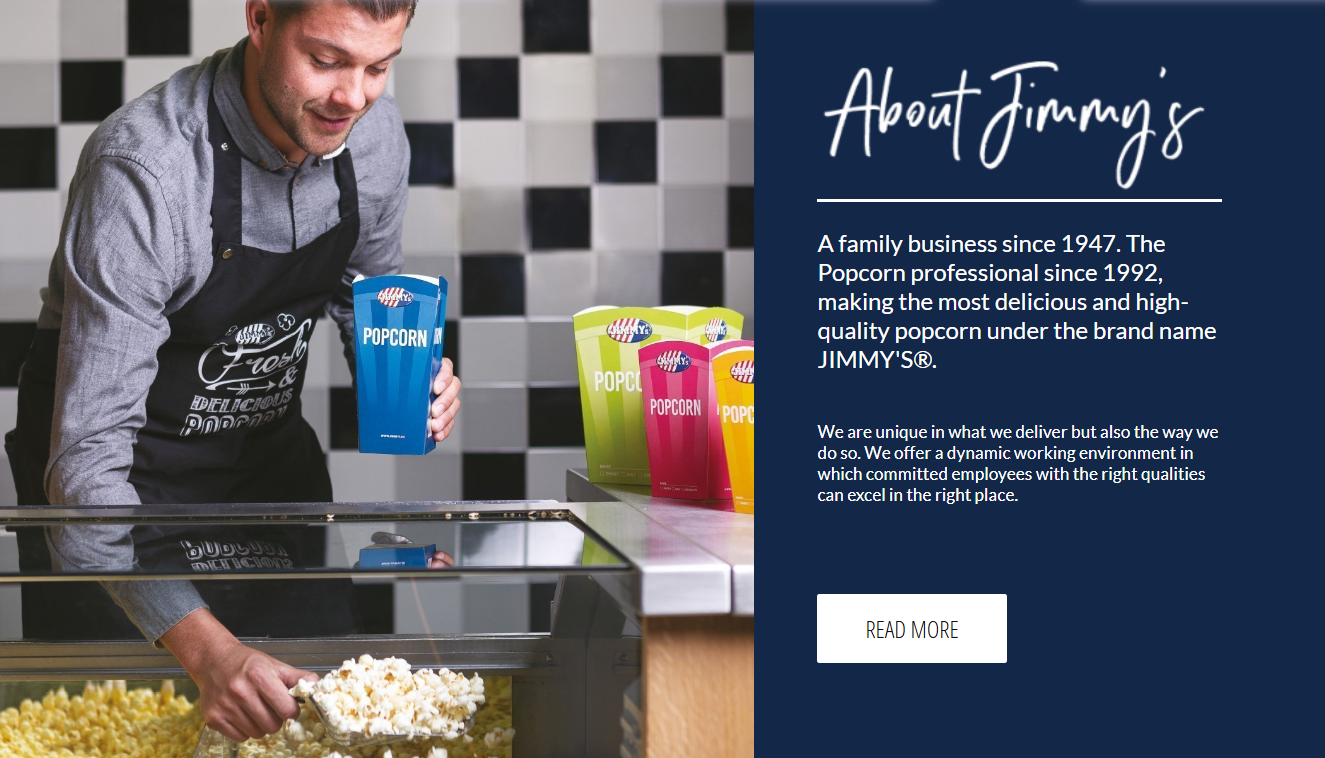 About Jimmy's
A family business since 1947. The
Popcorn professional since 1992,
making the most delicious and high-
quality popcorn under the brand name
JIMMY'S®.
We are unique in what we deliver but also the way we
do so. We offer a dynamic working environment in
which committed employees with the right qualities
can excel in the right place.
READ MORE
JIMMY's
POPCORN
Fresh
&
DELICIOUS
POPCORN
JIMMY's
POPCORN
JIMMY's
POPCORN